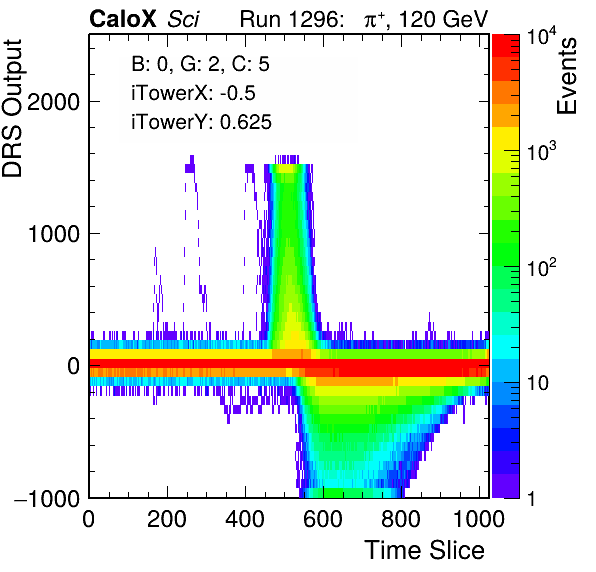 CaloX Sci Run 1296: π⁺, 120 GeV
B: 0, G: 2, C: 5
iTowerX: -0.5
iTowerY: 0.625
DRS Output
2000
1000
0
−1000
0 200 400 600 800 1000
Time Slice
Events
10⁴
10³
10²
10
1